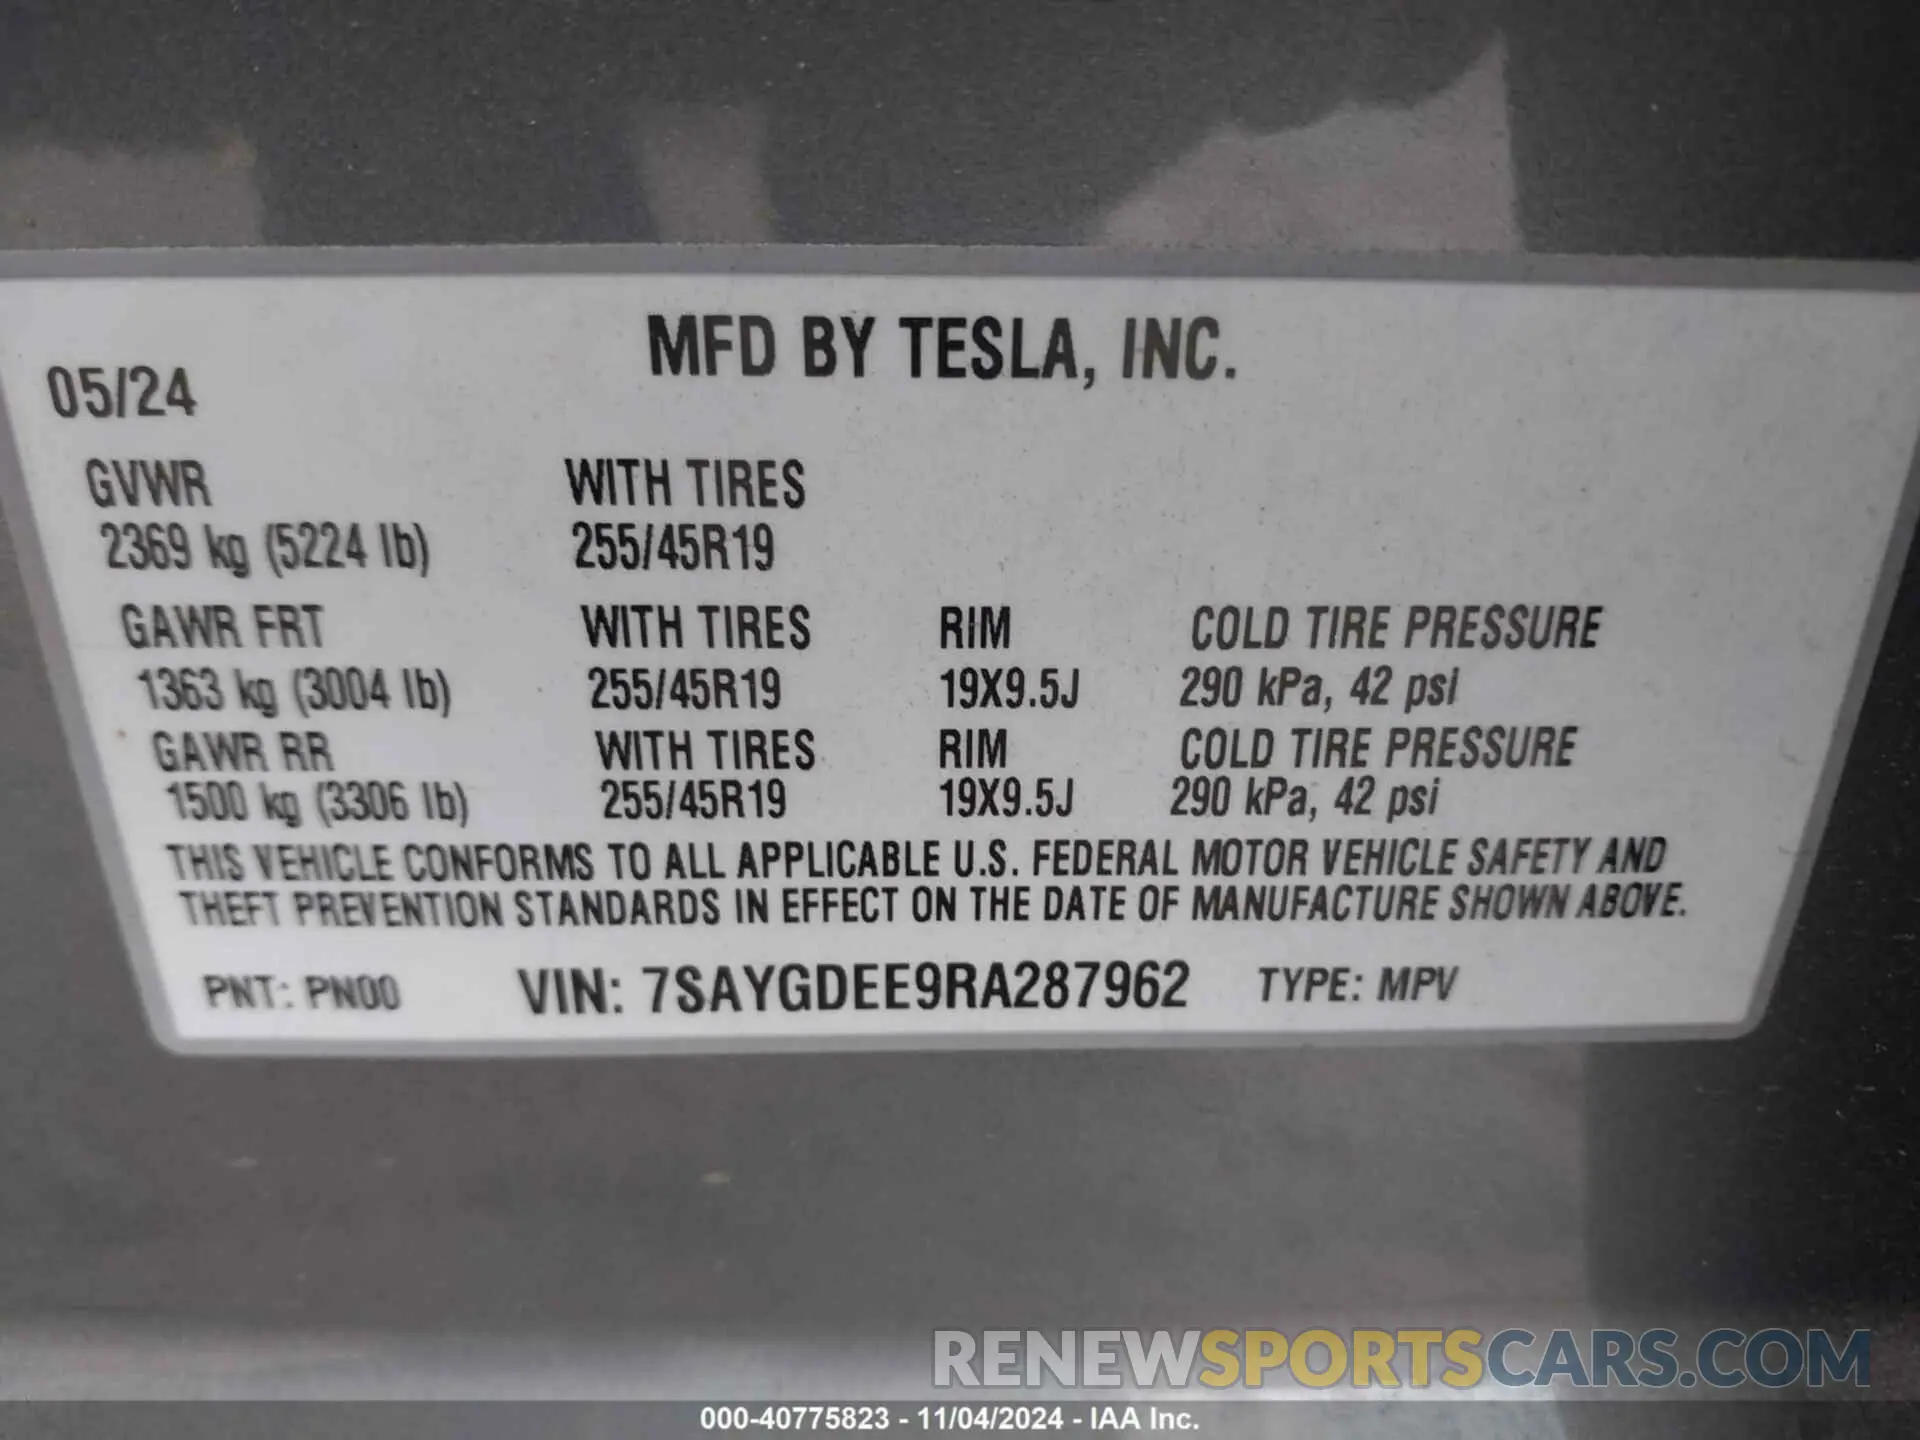 MFD BY TESLA, INC.
05/24
GVWR WITH TIRES
2369 kg (5224 lb) 255/45R19
GAWR FRT WITH TIRES RIM COLD TIRE PRESSURE
1363 kg (3004 lb) 255/45R19 19X9.5J 290 kPa, 42 psi
GAWR RR WITH TIRES RIM COLD TIRE PRESSURE
1500 kg (3306 lb) 255/45R19 19X9.5J 290 kPa, 42 psi
THIS VEHICLE CONFORMS TO ALL APPLICABLE U.S. FEDERAL MOTOR VEHICLE SAFETY AND
THEFT PREVENTION STANDARDS IN EFFECT ON THE DATE OF MANUFACTURE SHOWN ABOVE.
PNT: PN00 VIN: 7SAYGDEE9RA287962 TYPE: MPV
RENEWSPORTSCARS.COM
000-40775823 - 11/04/2024 - IAA Inc.